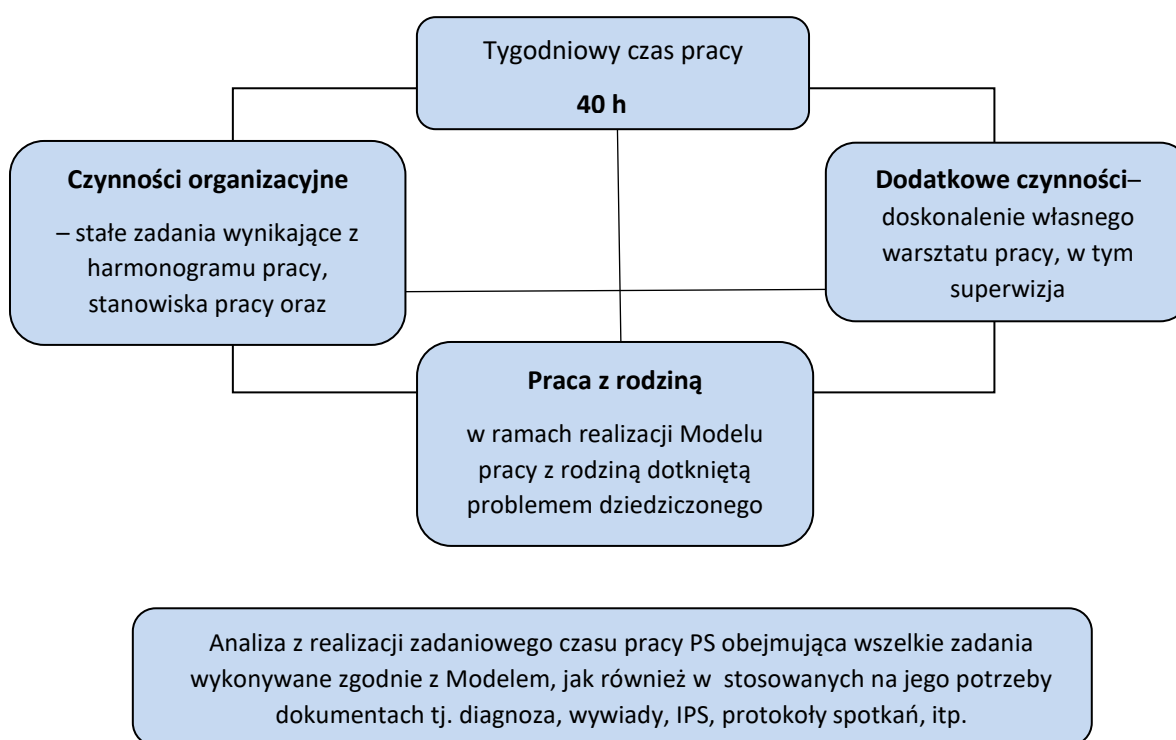 Tygodniowy czas pracy
40 h
Czynności organizacyjne
– stałe zadania wynikające z
harmonogramu pracy,
stanowiska pracy oraz
Dodatkowe czynności–
doskonalenie własnego
warsztatu pracy, w tym
superwizja
Praca z rodziną
w ramach realizacji Modelu
pracy z rodziną dotkniętą
problemem dziedziczonego
Analiza z realizacji zadaniowego czasu pracy PS obejmująca wszelkie zadania
wykonywane zgodnie z Modelem, jak również w stosowanych na jego potrzeby
dokumentach tj. diagnoza, wywiady, IPS, protokoły spotkań, itp.